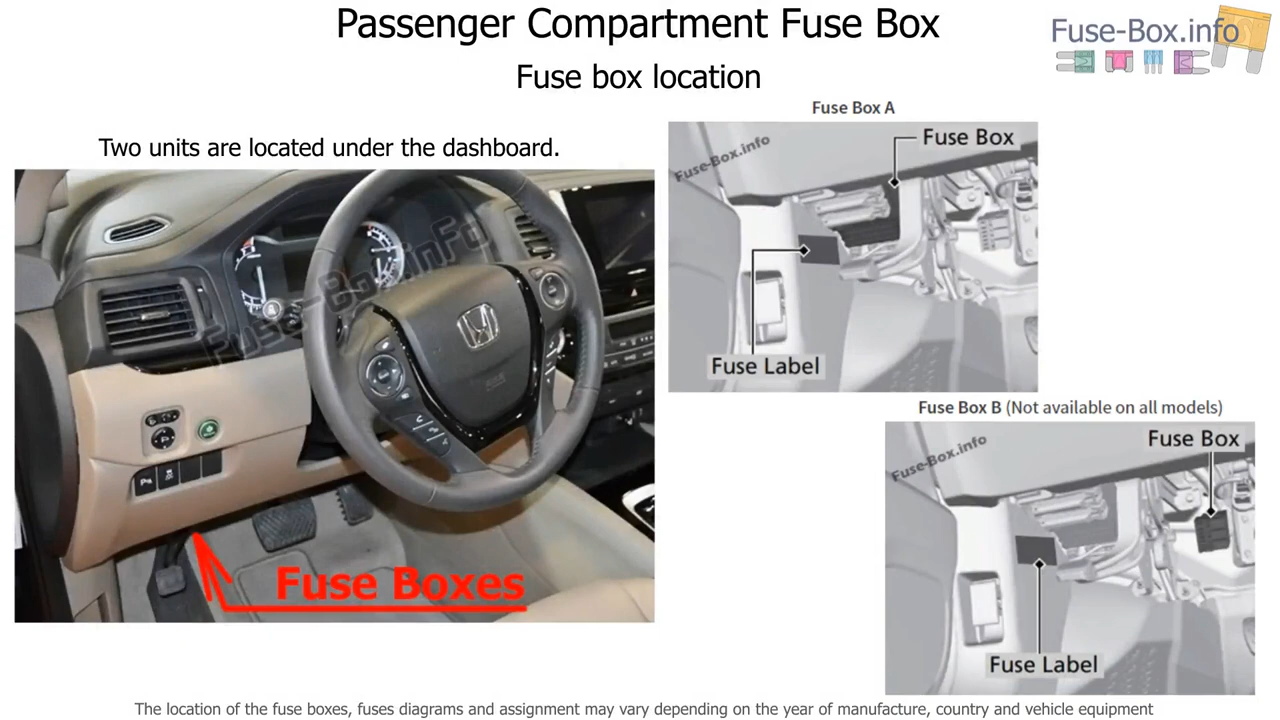 Passenger Compartment Fuse Box
Fuse box location
Fuse-Box.info
Two units are located under the dashboard.
Fuse-Box.info
Fuse Boxes
Fuse Box A
Fuse-Box.info
Fuse Box
Fuse Label
Fuse Box B (Not available on all models)
Fuse-Box.info
Fuse Box
Fuse Label
The location of the fuse boxes, fuses diagrams and assignment may vary depending on the year of manufacture, country and vehicle equipment